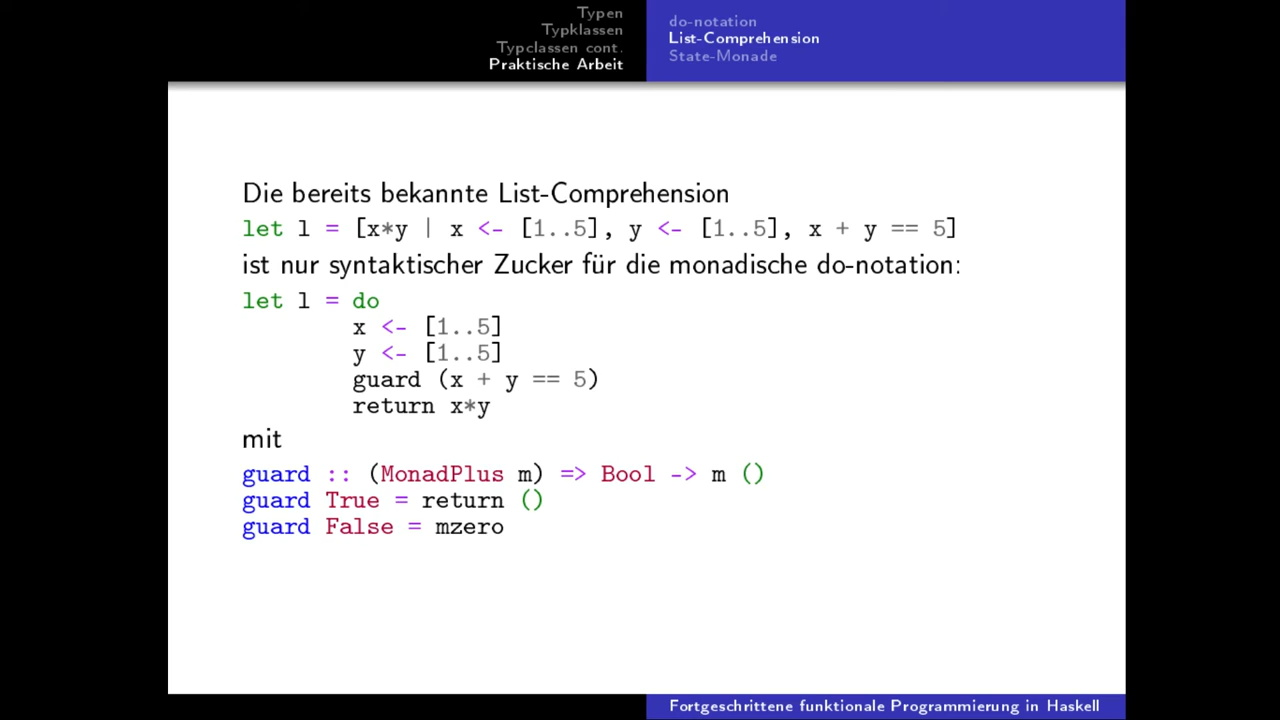 Typen
Typklassen
Typclassen cont.
Praktische Arbeit
do-notation
List-Comprehension
State-Monade
Die bereits bekannte List-Comprehension
let l = [x*y | x <- [1..5], y <- [1..5], x + y == 5]
ist nur syntaktischer Zucker für die monadische do-notation:
let l = do
x <- [1..5]
y <- [1..5]
guard (x + y == 5)
return x*y
mit
guard :: (MonadPlus m) => Bool -> m ()
guard True = return ()
guard False = mzero
Fortgeschrittene funktionale Programmierung in Haskell